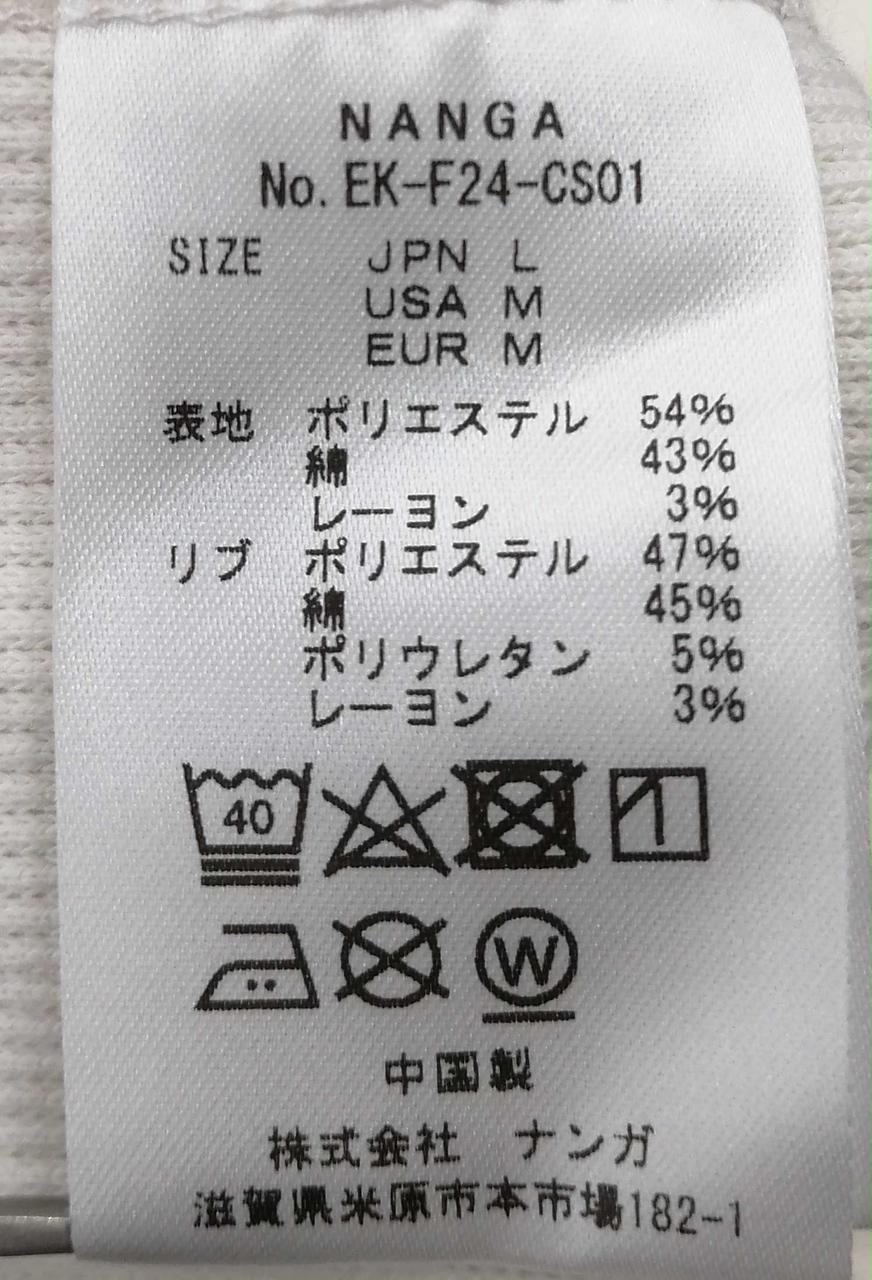 NANGA
No. EK-F24-CS01
SIZE JPN L
USA M
EUR M
表地 ポリエステル 54%
綿 43%
レーヨン 3%
リブ ポリエステル 47%
綿 45%
ポリウレタン 5%
レーヨン 3%
40
W
中国製
株式会社 ナンガ
滋賀県米原市本市場182-1